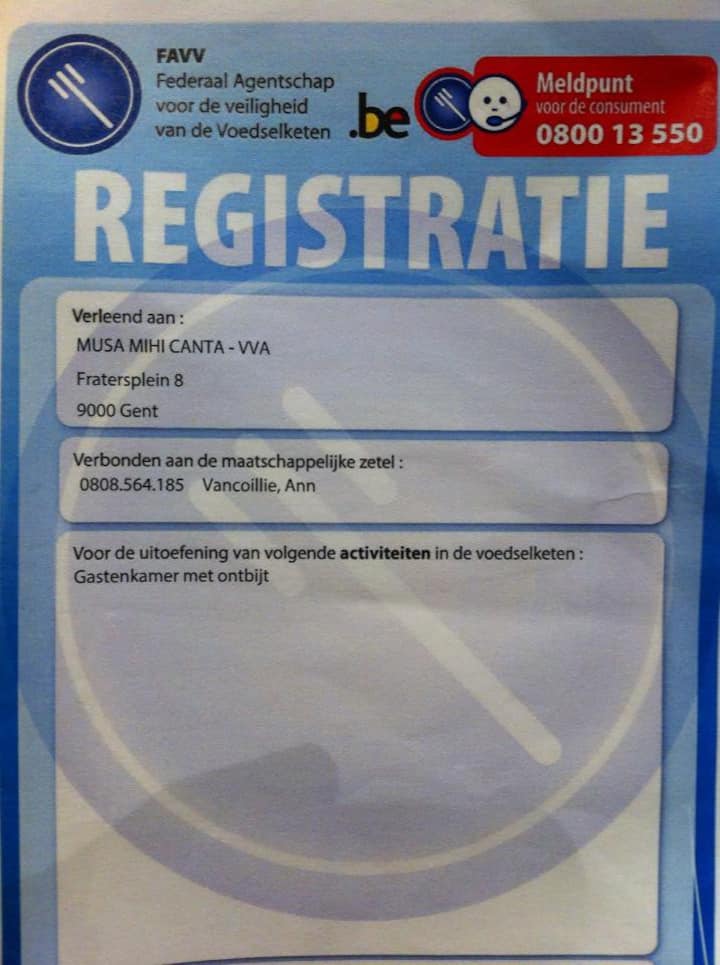 FAVV
Federaal Agentschap
voor de veiligheid
van de Voedselketen
.be
Meldpunt
voor de consument
0800 13 550
REGISTRATIE
Verleend aan :
MUSA MIHI CANTA - VVA
Fratersplein 8
9000 Gent
Verbonden aan de maatschappelijke zetel :
0808.564.185 Vancoillie, Ann
Voor de uitoefening van volgende activiteiten in de voedselketen :
Gastenkamer met ontbijt